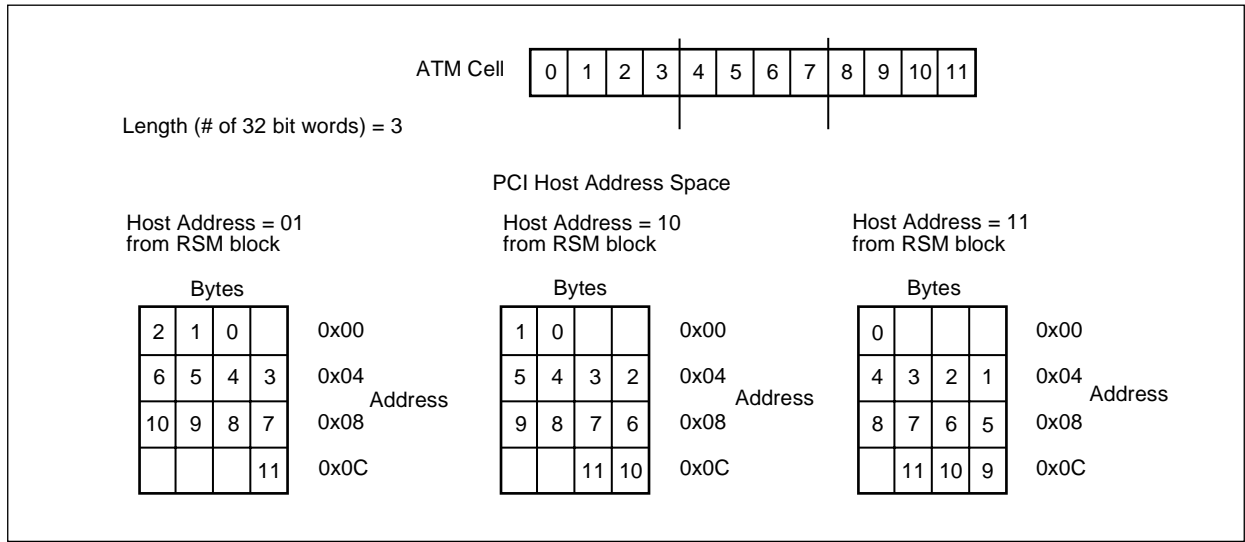 ATM Cell 0 1 2 3 4 5 6 7 8 9 10 11
Length (# of 32 bit words) = 3
PCI Host Address Space
Host Address = 01
from RSM block
Bytes
2 1 0 0x00
6 5 4 3 0x04
Address
10 9 8 7 0x08
11 0x0C
Host Address = 10
from RSM block
Bytes
1 0 0x00
5 4 3 2 0x04
Address
9 8 7 6 0x08
11 10 0x0C
Host Address = 11
from RSM block
Bytes
0 0x00
4 3 2 1 0x04
Address
8 7 6 5 0x08
11 10 9 0x0C